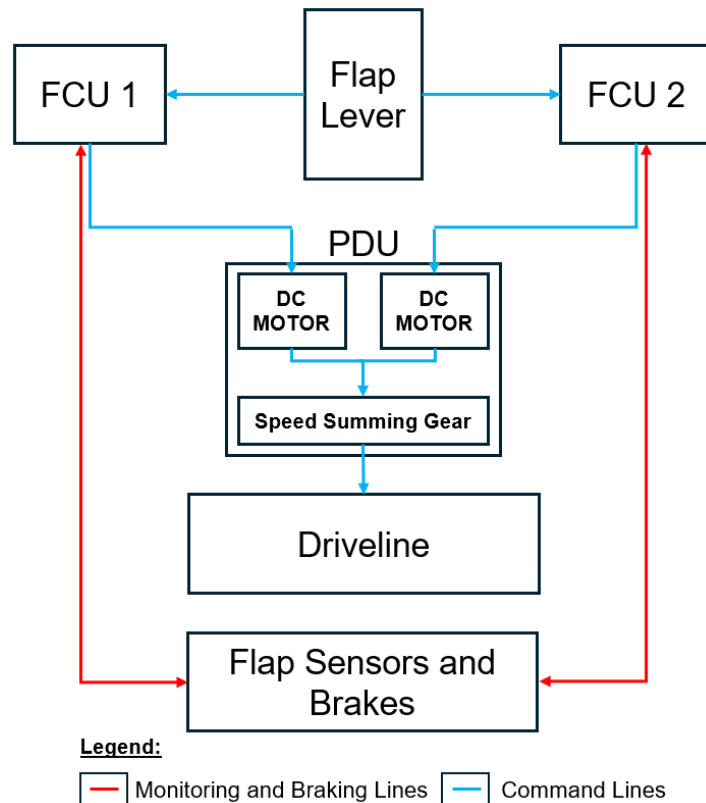 FCU 1
Flap
Lever
FCU 2
PDU
DC
MOTOR
DC
MOTOR
Speed Summing Gear
Driveline
Flap Sensors and
Brakes
Legend:
Monitoring and Braking Lines
Command Lines